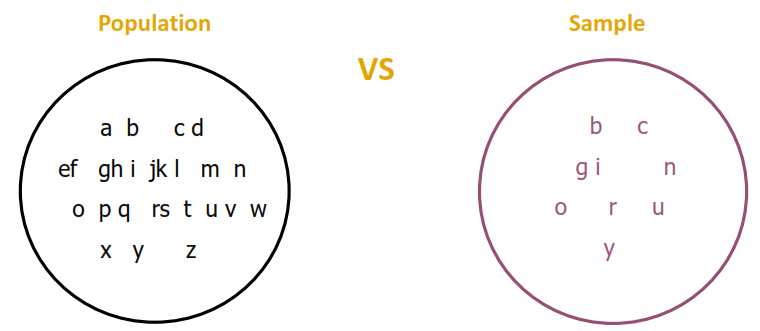 Population
VS
Sample
a b c d
ef gh i jk l m n
o p q rs t u v w
x y z
b c
g i n
o r u
y